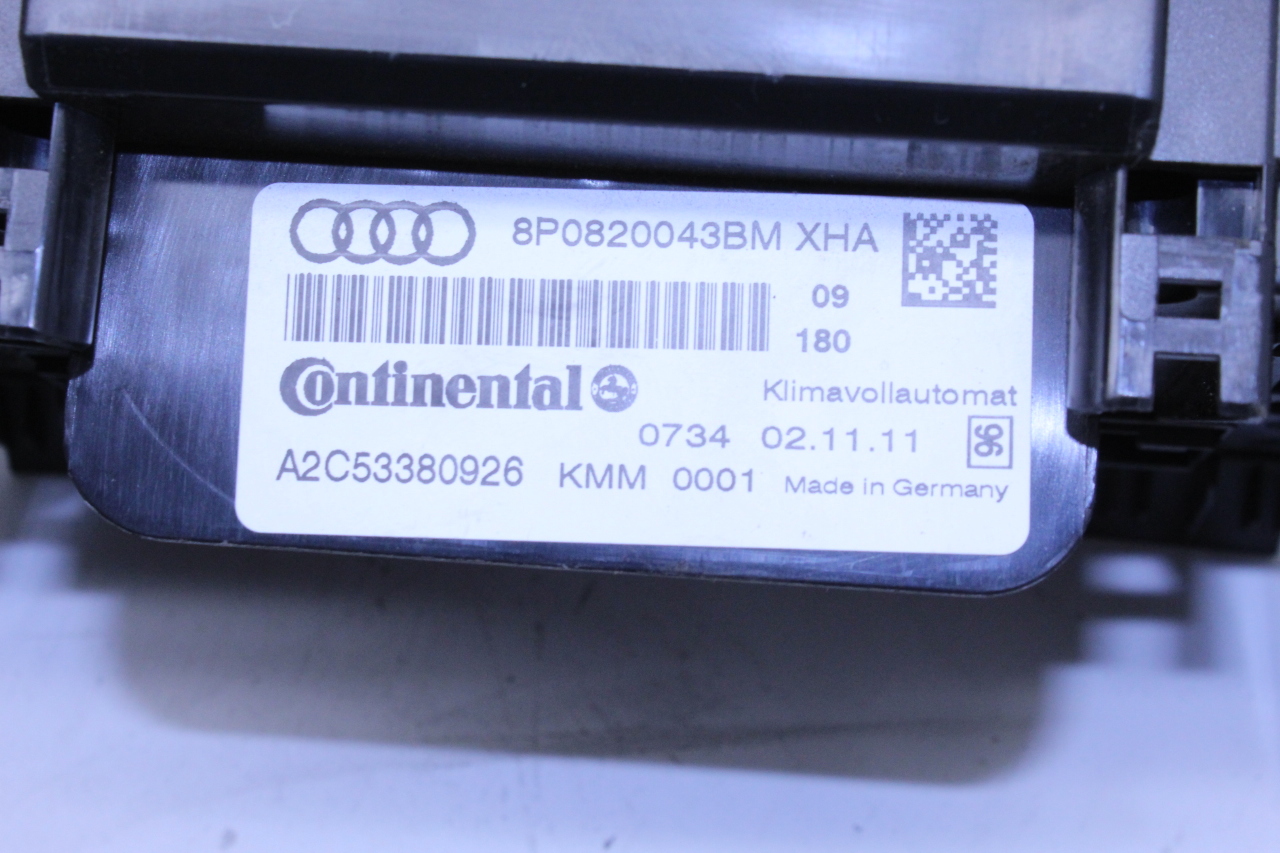 8P0820043BM XHA
09
180
Continental
Klimavollautomat
0734 02.11.11 96
A2C53380926 KMM 0001 Made in Germany